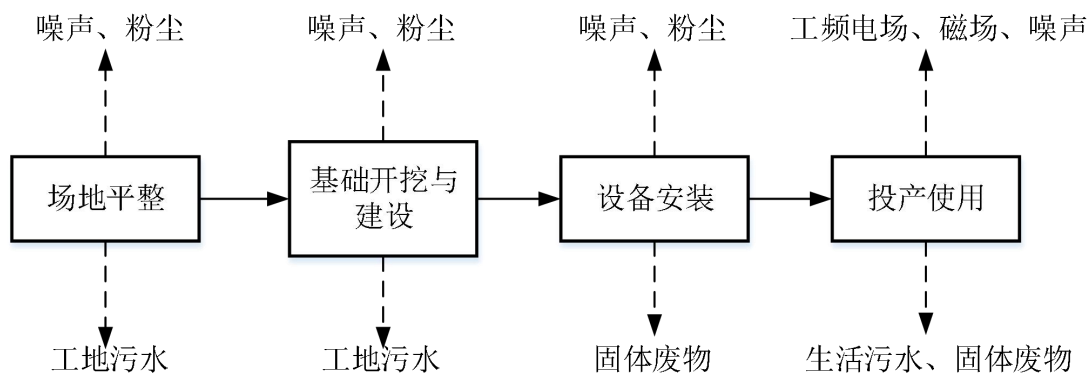 噪声、粉尘
噪声、粉尘
噪声、粉尘
工频电场、磁场、噪声
场地平整
基础开挖与
建设
设备安装
投产使用
工地污水
工地污水
固体废物
生活污水、固体废物